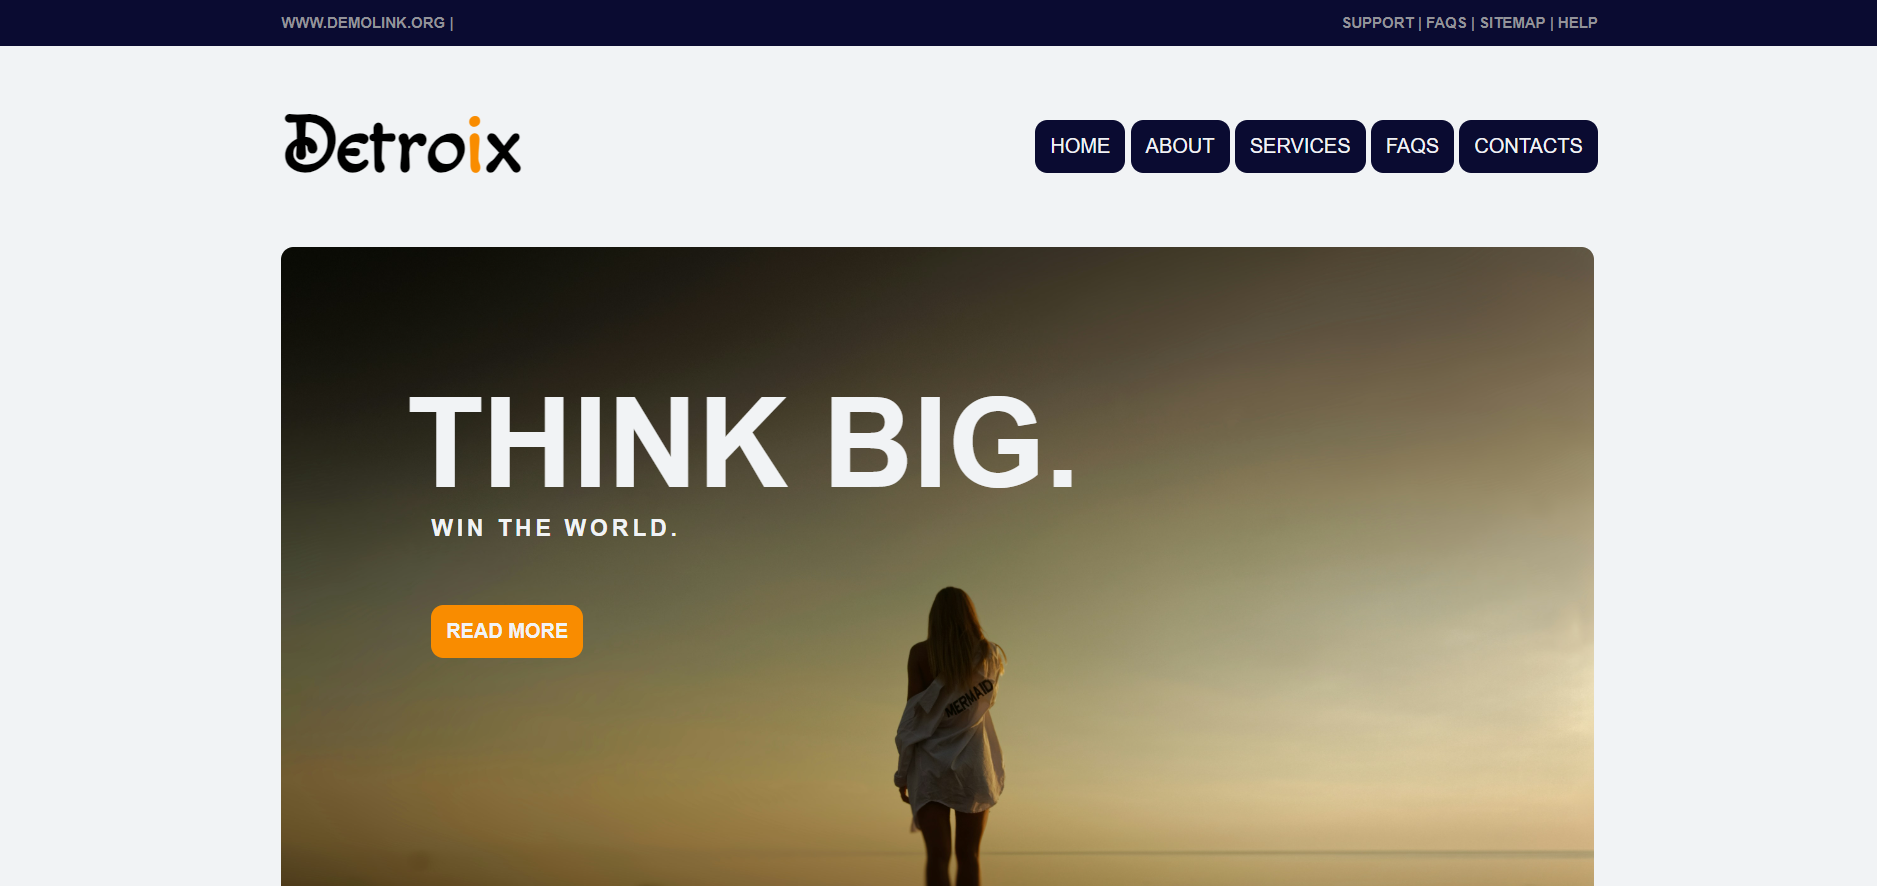 WWW.DEMOLINK.ORG |
SUPPORT | FAQS | SITEMAP | HELP
Detroix
HOME ABOUT SERVICES FAQS CONTACTS
THINK BIG.
WIN THE WORLD.
READ MORE
MERMAID